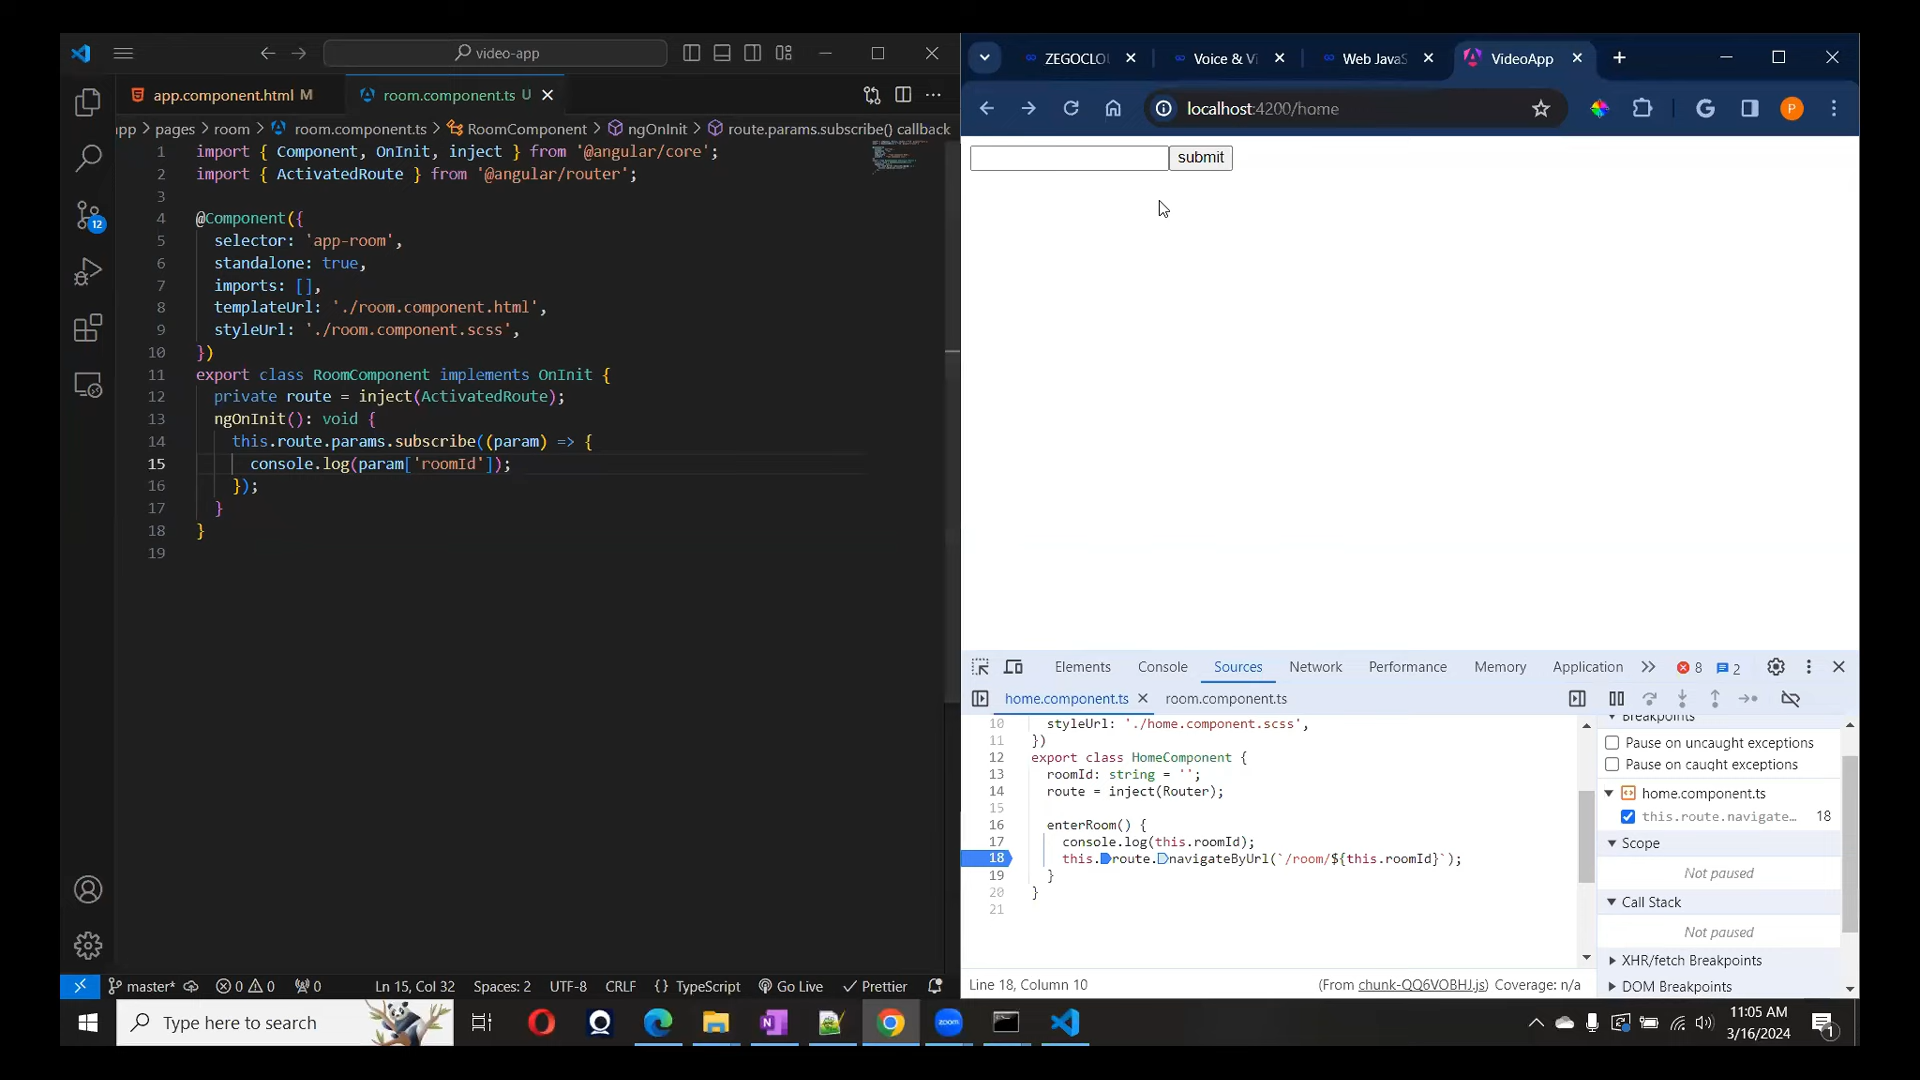 video-app
app.component.html M
room.component.ts U
app > pages > room > room.component.ts > RoomComponent > ngOnInit > route.params.subscribe() callback
1 import { Component, OnInit, inject } from '@angular/core';
2 import { ActivatedRoute } from '@angular/router';
3
4 @Component({
5 selector: 'app-room',
6 standalone: true,
7 imports: [],
8 templateUrl: './room.component.html',
9 styleUrl: './room.component.scss',
10 })
11 export class RoomComponent implements OnInit {
12 private route = inject(ActivatedRoute);
13 ngOnInit(): void {
14 this.route.params.subscribe((param) => {
15 console.log(param['roomId']);
16 });
17 }
18 }
19
12
master* 0 0 0 Ln 15, Col 32 Spaces: 2 UTF-8 CRLF {} TypeScript Go Live Prettier
ZEGOCLOU
Voice & Vi
Web JavaS
VideoApp
localhost:4200/home
P
submit
Elements Console Sources Network Performance Memory Application 8 2
home.component.ts room.component.ts
10 styleUrl: './home.component.scss',
11 })
12 export class HomeComponent {
13 roomId: string = '';
14 route = inject(Router);
15
16 enterRoom() {
17 console.log(this.roomId);
18 this.route.navigateByUrl(`/room/${this.roomId}`);
19 }
20 }
21
Breakpoints
Pause on uncaught exceptions
Pause on caught exceptions
home.component.ts
this.route.navigate… 18
Scope
Not paused
Call Stack
Not paused
XHR/fetch Breakpoints
DOM Breakpoints
Line 18, Column 10 (From chunk-QQ6VOBHJ.js) Coverage: n/a
Type here to search
zoom
11:05 AM
3/16/2024
1